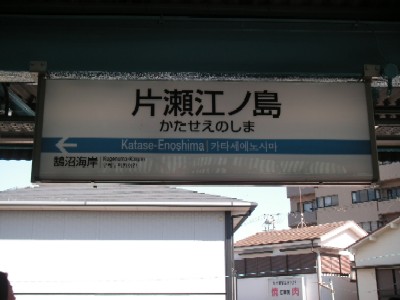 片瀬江ノ島
かたせえのしま
Katase-Enoshima | 가타세에노시마
鵠沼海岸
Kugenuma-Kaigan